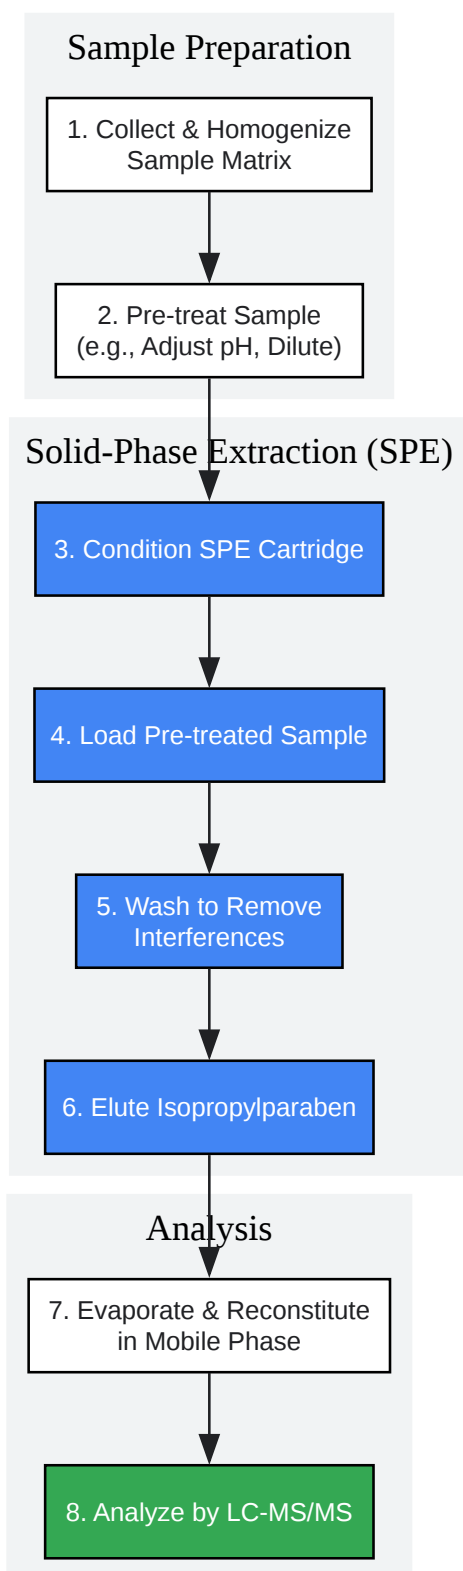 Sample Preparation
1. Collect & Homogenize
Sample Matrix
2. Pre-treat Sample
(e.g., Adjust pH, Dilute)
Solid-Phase Extraction (SPE)
3. Condition SPE Cartridge
4. Load Pre-treated Sample
5. Wash to Remove
Interferences
6. Elute Isopropylparaben
Analysis
7. Evaporate & Reconstitute
in Mobile Phase
8. Analyze by LC-MS/MS